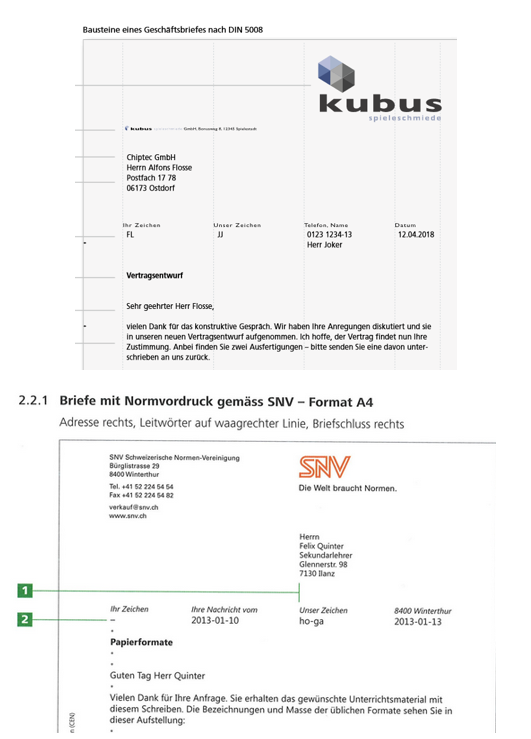 Bausteine eines Geschäftsbriefes nach DIN 5008
kubus
spieleschmiede
kubus GmbH, Bonusweg 8, 12345 Spielstadt
Chiptec GmbH
Herrn Alfons Flosse
Postfach 17 78
06173 Ostdorf
Ihr Zeichen Unser Zeichen Telefon, Name Datum
FL JJ 0123 1234-13 12.04.2018
Herr Joker
Vertragsentwurf
Sehr geehrter Herr Flosse,
vielen Dank für das konstruktive Gespräch. Wir haben Ihre Anregungen diskutiert und sie
in unseren neuen Vertragsentwurf aufgenommen. Ich hoffe, der Vertrag findet nun Ihre
Zustimmung. Anbei finden Sie zwei Ausfertigungen – bitte senden Sie eine davon unter-
schrieben an uns zurück.
2.2.1 Briefe mit Normvordruck gemäss SNV – Format A4
Adresse rechts, Leitwörter auf waagrechter Linie, Briefschluss rechts
SNV Schweizerische Normen-Vereinigung
Bürglistrasse 29
8400 Winterthur
Tel. +41 52 224 54 54
Fax +41 52 224 54 82
verkauf@snv.ch
www.snv.ch
SNV
Die Welt braucht Normen.
Herrn
Felix Quinter
Sekundarlehrer
Glennerstr. 98
7130 Ilanz
1
Ihr Zeichen Ihre Nachricht vom Unser Zeichen 8400 Winterthur
2 – 2013-01-10 ho-ga 2013-01-13
Papierformate
Guten Tag Herr Quinter
Vielen Dank für Ihre Anfrage. Sie erhalten das gewünschte Unterrichtsmaterial mit
diesem Schreiben. Die Bezeichnungen und Masse der üblichen Formate sehen Sie in
dieser Aufstellung:
n (CEN)